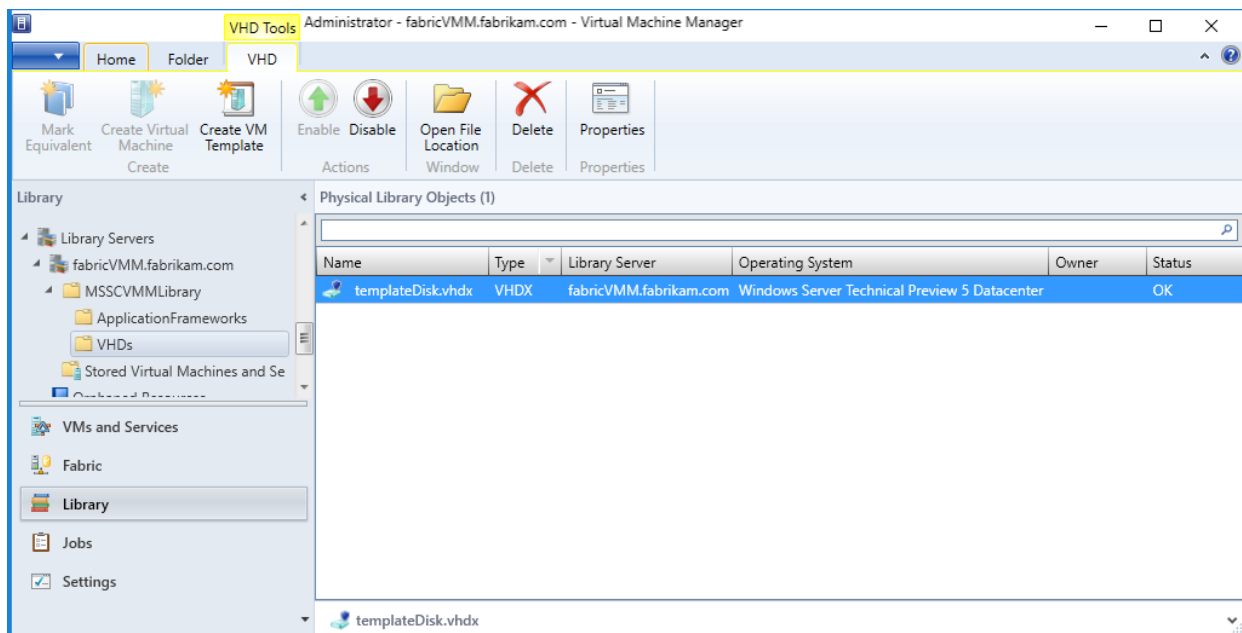 VHD Tools
Administrator - fabricVMM.fabrikam.com - Virtual Machine Manager
Home Folder VHD
Mark Equivalent
Create Virtual Machine
Create VM Template
Enable Disable
Open File Location
Delete
Properties
Create Actions Window Delete Properties
Library
Physical Library Objects (1)
Library Servers
fabricVMM.fabrikam.com
MSSCVMMLibrary
ApplicationFrameworks
VHDs
Stored Virtual Machines and Se
Orphaned Resources
Name Type Library Server Operating System Owner Status
templateDisk.vhdx VHDX fabricVMM.fabrikam.com Windows Server Technical Preview 5 Datacenter OK
VMs and Services
Fabric
Library
Jobs
Settings
templateDisk.vhdx